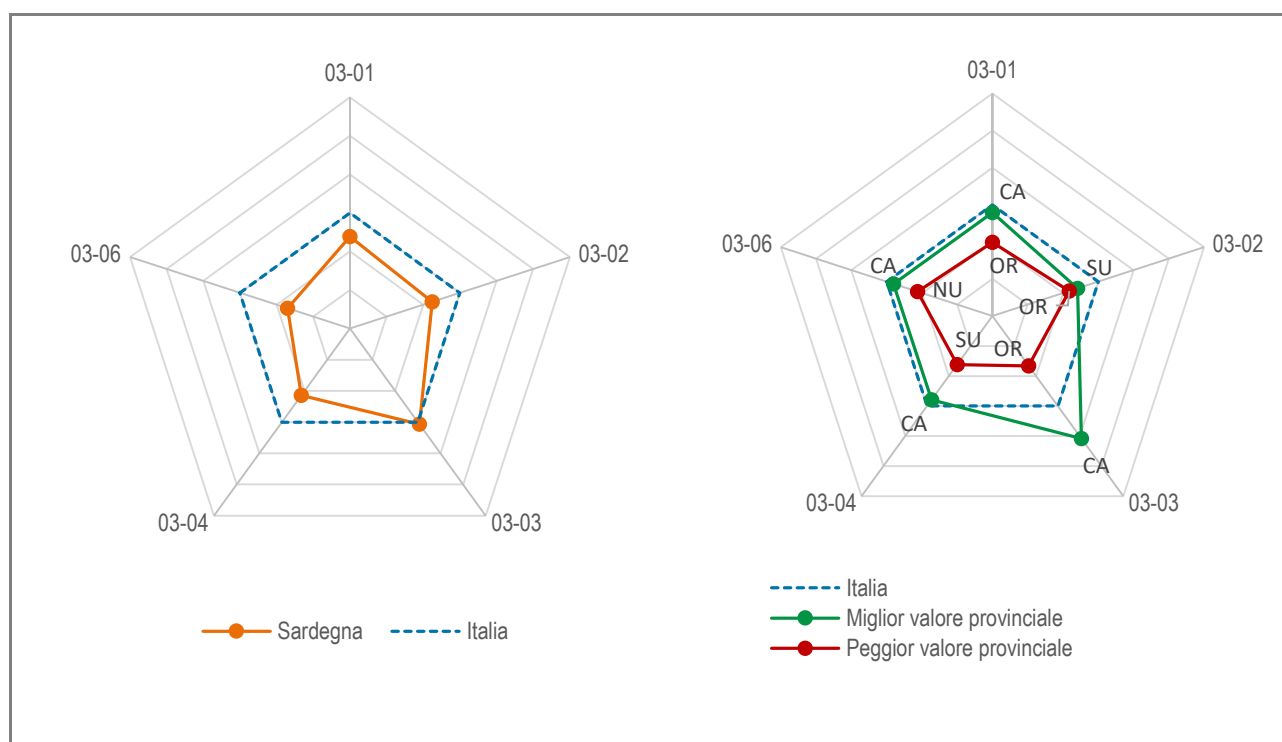 03-01
03-02
03-03
03-04
03-06
Sardegna
Italia
03-01
CA
03-02
SU
OR
OR
CA
NU
03-06
SU
OR
CA
CA
03-04
03-03
Italia
Miglior valore provinciale
Peggior valore provinciale